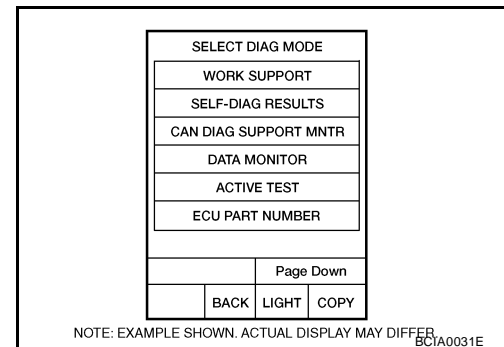 SELECT DIAG MODE
WORK SUPPORT
SELF-DIAG RESULTS
CAN DIAG SUPPORT MNTR
DATA MONITOR
ACTIVE TEST
ECU PART NUMBER
Page Down
BACK LIGHT COPY
NOTE: EXAMPLE SHOWN. ACTUAL DISPLAY MAY DIFFER.
BCIA0031E